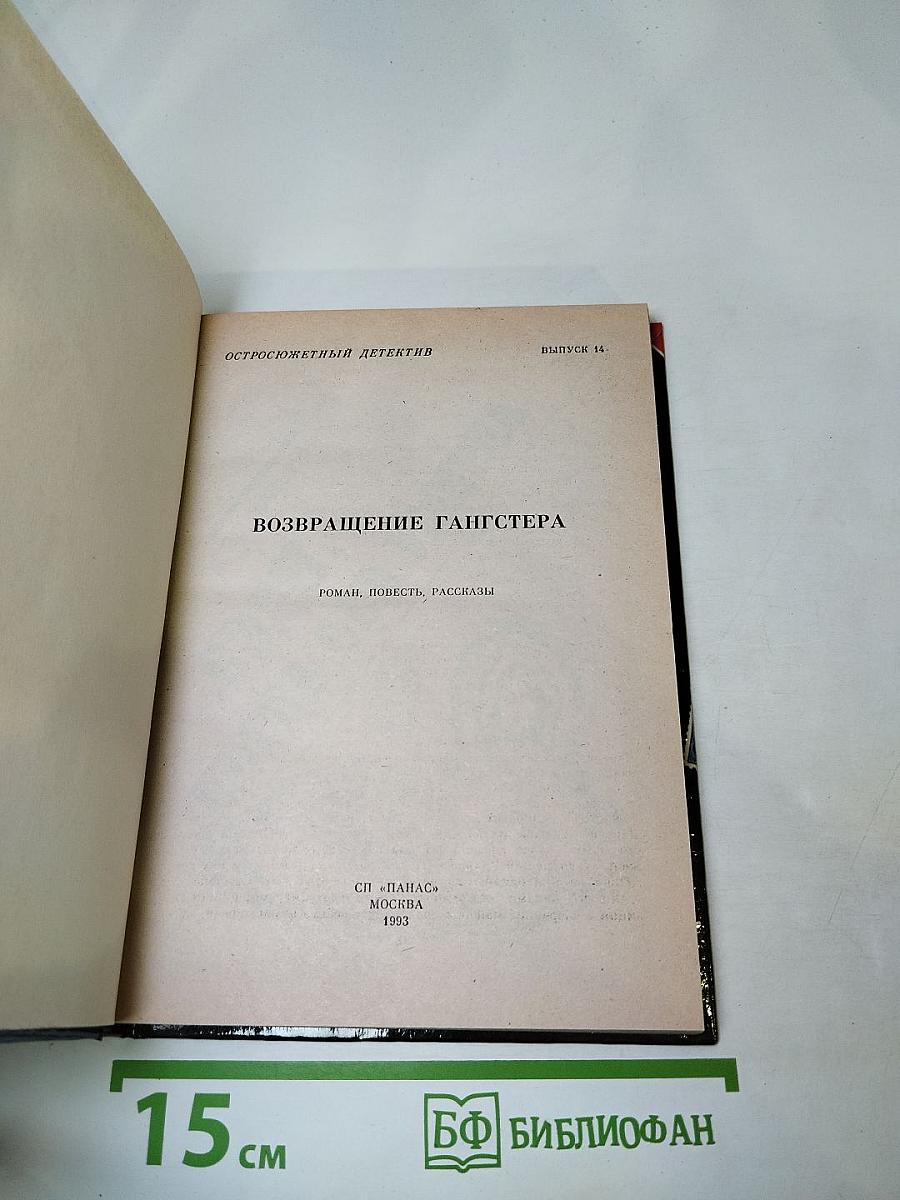 ОСТРОСЮЖЕТНЫЙ ДЕТЕКТИВ ВЫПУСК 14
ВОЗВРАЩЕНИЕ ГАНГСТЕРА
РОМАН, ПОВЕСТЬ, РАССКАЗЫ
СП «ПАНАС»
МОСКВА
1993
15 см
БФ БИБЛИОФАН